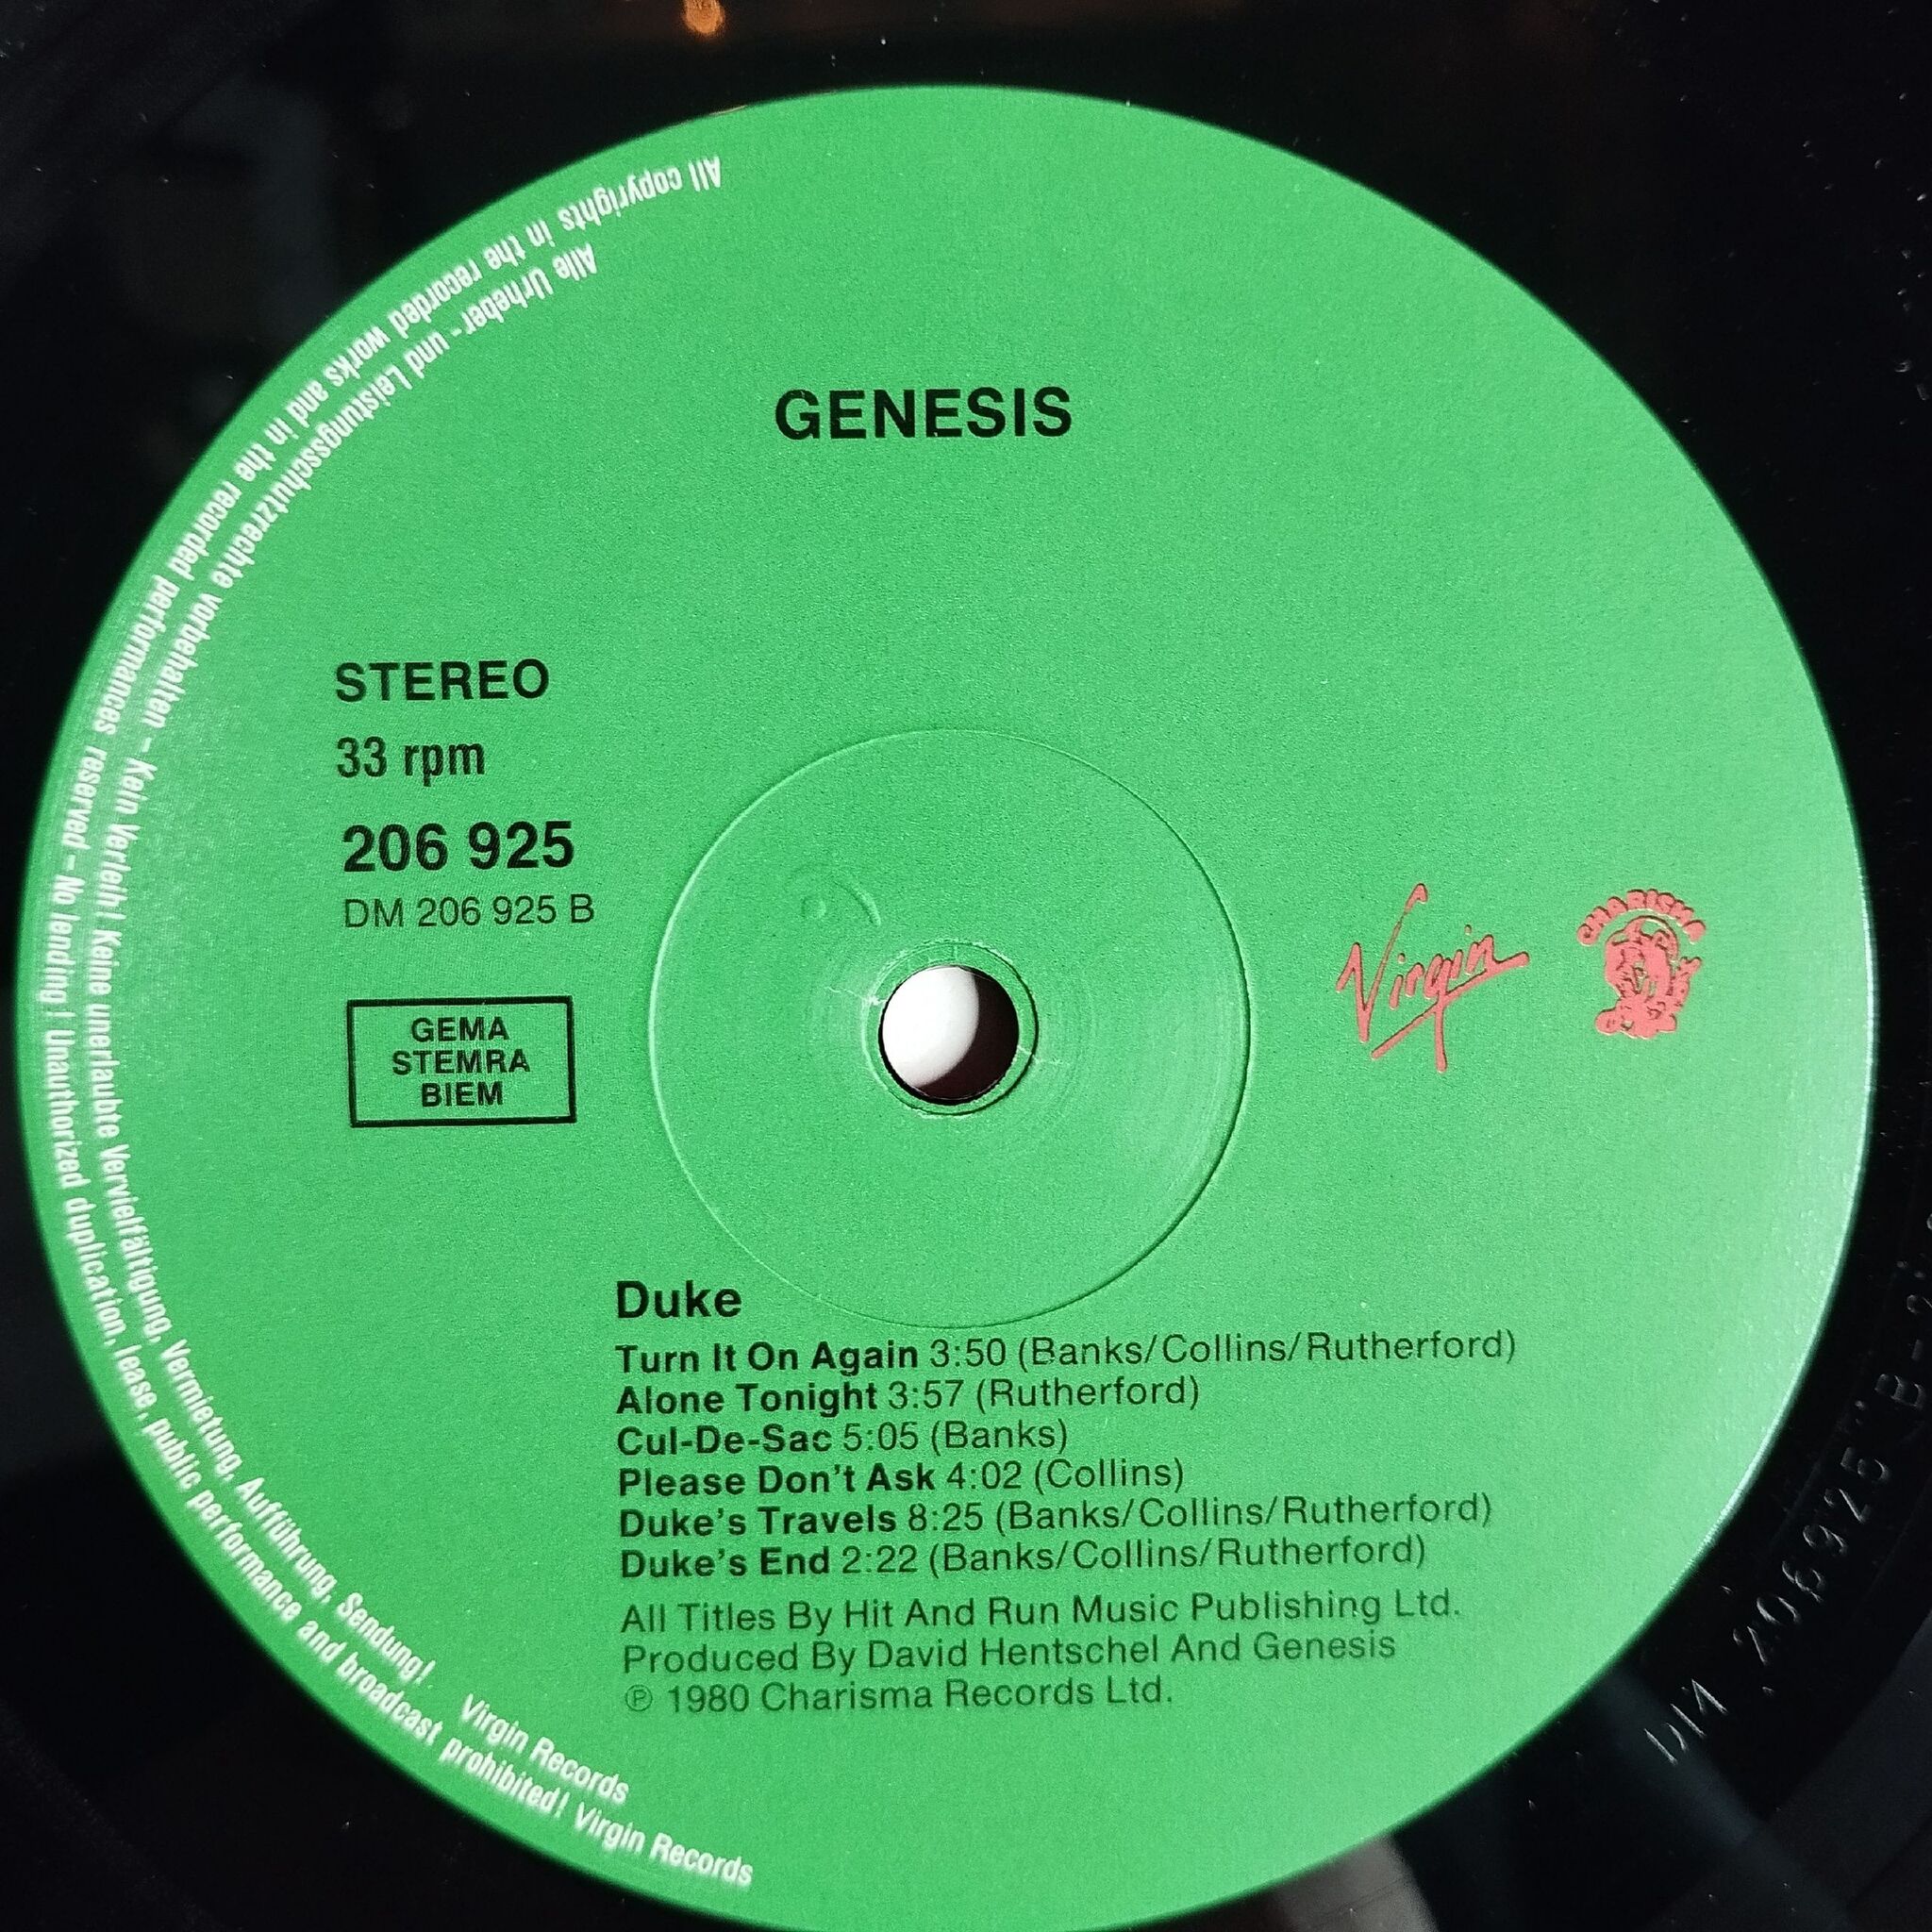 GENESIS
STEREO
33 rpm
206 925
DM 206 925 B
GEMA
STEMRA
BIEM
Virgin
CHARISMA
Duke
Turn It On Again 3:50 (Banks/Collins/Rutherford)
Alone Tonight 3:57 (Rutherford)
Cul-De-Sac 5:05 (Banks)
Please Don't Ask 4:02 (Collins)
Duke's Travels 8:25 (Banks/Collins/Rutherford)
Duke's End 2:22 (Banks/Collins/Rutherford)
All Titles By Hit And Run Music Publishing Ltd.
Produced By David Hentschel And Genesis
℗ 1980 Charisma Records Ltd.
Alle Urheber- und Leistungsschutzrechte vorbehalten – Kein Verleih! Keine unerlaubte Vervielfältigung, Vermietung, Aufführung, Sendung! Virgin Records
All copyrights in the recorded works and in the recorded performances reserved – No lending! Unauthorized duplication, lease, public performance and broadcast prohibited! Virgin Records
206925 B-